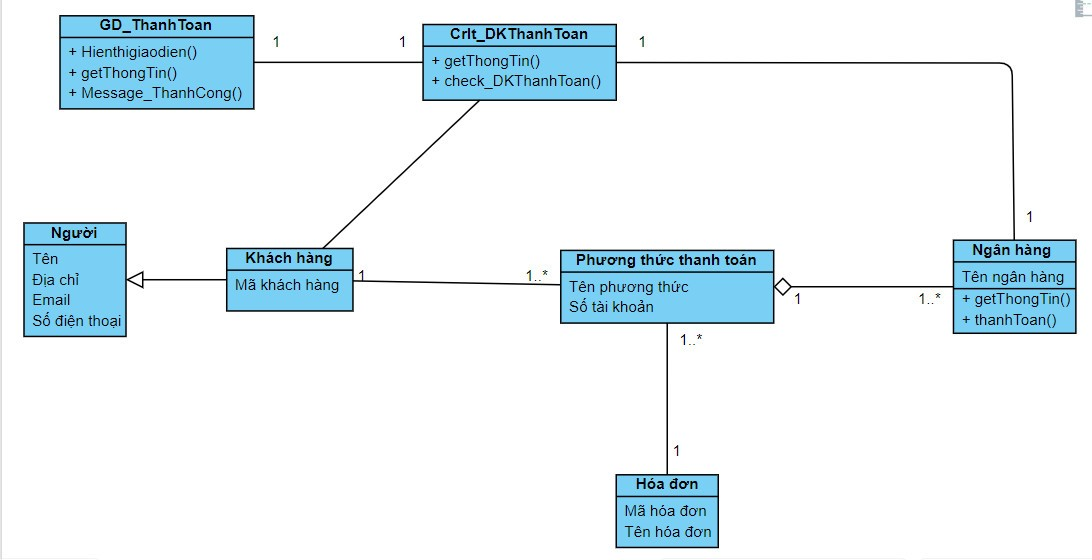 GD_ThanhToan
+ Hienthigiaodien()
+ getThongTin()
+ Message_ThanhCong()
1
1
Crlt_DKThanhToan
+ getThongTin()
+ check_DKThanhToan()
1
1
Người
Tên
Địa chỉ
Email
Số điện thoại
Khách hàng
Mã khách hàng
1
1..*
Phương thức thanh toán
Tên phương thức
Số tài khoản
1
1..*
Ngân hàng
Tên ngân hàng
+ getThongTin()
+ thanhToan()
1..*
1
Hóa đơn
Mã hóa đơn
Tên hóa đơn